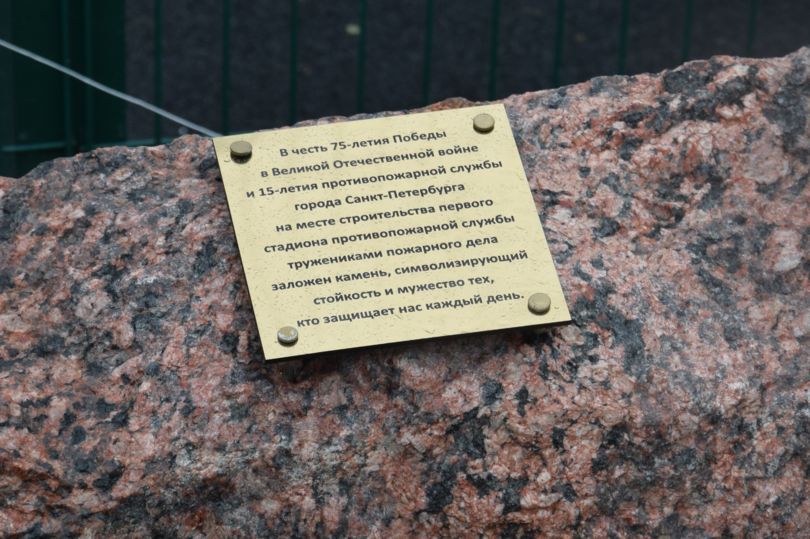 В честь 75-летия Победы
в Великой Отечественной войне
и 15-летия противопожарной службы
города Санкт-Петербурга
на месте строительства первого
стадиона противопожарной службы
тружениками пожарного дела
заложен камень, символизирующий
стойкость и мужество тех,
кто защищает нас каждый день.